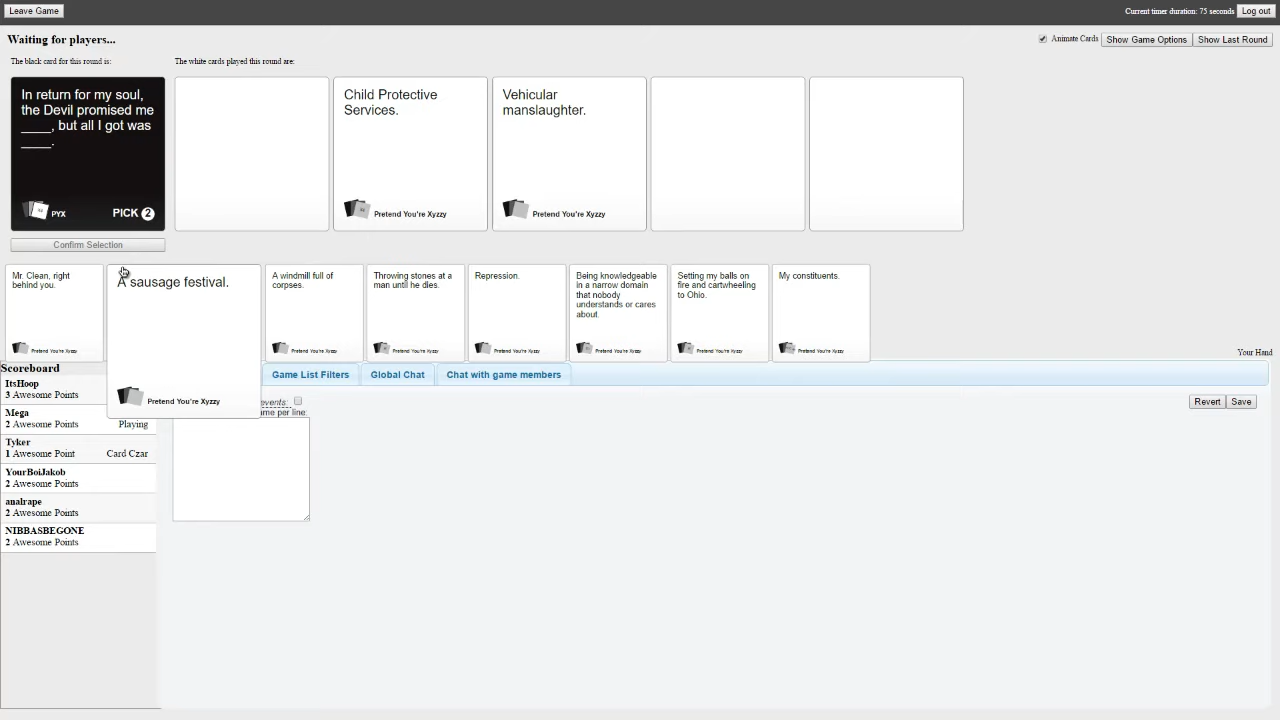 Leave Game
Current timer duration: 75 seconds
Log out
Waiting for players...
Animate Cards
Show Game Options
Show Last Round
The black card for this round is:
The white cards played this round are:
In return for my soul,
the Devil promised me
____, but all I got was
____.
PYX
PICK 2
Child Protective
Services.
Pretend You're Xyzzy
Vehicular
manslaughter.
Pretend You're Xyzzy
Confirm Selection
Mr. Clean, right
behind you.
Pretend You're Xyzzy
A sausage festival.
Pretend You're Xyzzy
A windmill full of
corpses.
Pretend You're Xyzzy
Throwing stones at a
man until he dies.
Pretend You're Xyzzy
Repression.
Pretend You're Xyzzy
Being knowledgeable
in a narrow domain
that nobody
understands or cares
about.
Pretend You're Xyzzy
Setting my balls on
fire and cartwheeling
to Ohio.
Pretend You're Xyzzy
My constituents.
Pretend You're Xyzzy
Your Hand
Scoreboard
ItsHoop
3 Awesome Points
Mega
2 Awesome Points
Playing
Tyker
1 Awesome Point
Card Czar
YourBoiJakob
2 Awesome Points
analrape
2 Awesome Points
NIBBASBEGONE
2 Awesome Points
Game List Filters
Global Chat
Chat with game members
events:
ame per line:
Revert
Save